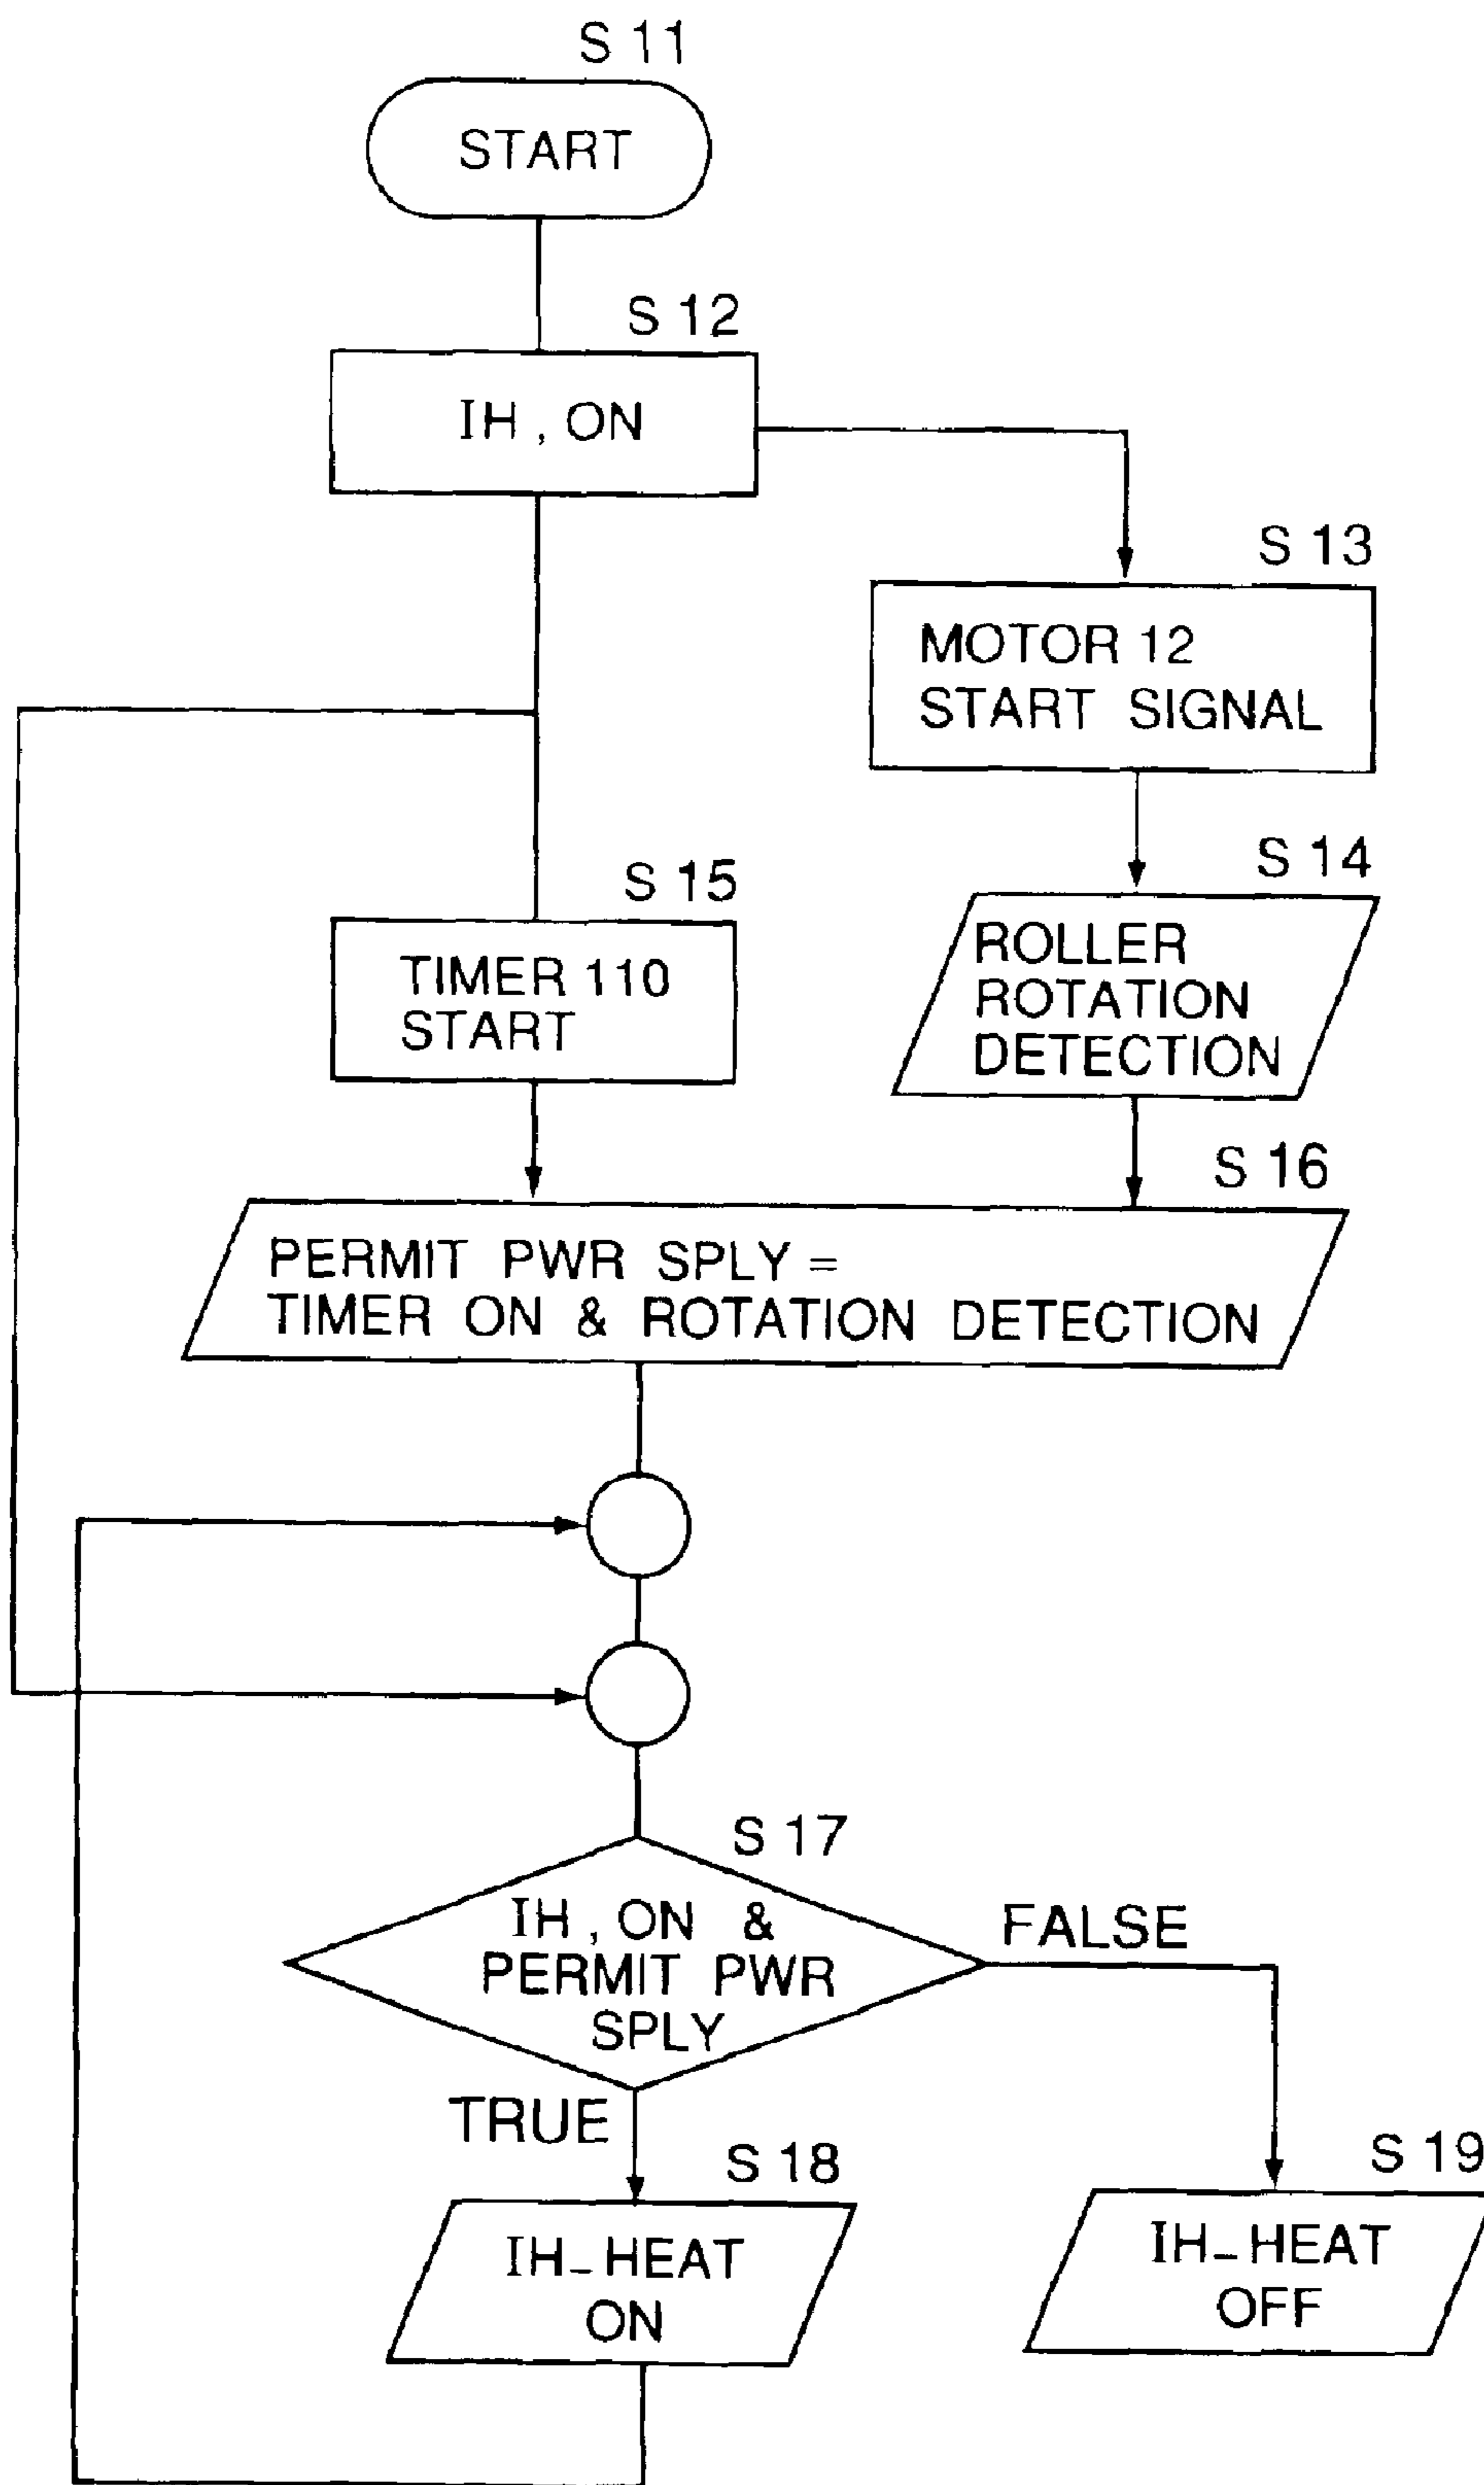 S 11
START
S 12
IH, ON
S 13
MOTOR 12
START SIGNAL
S 14
ROLLER
ROTATION
DETECTION
S 15
TIMER 110
START
S 16
PERMIT PWR SPLY =
TIMER ON & ROTATION DETECTION
S 17
IH, ON &
PERMIT PWR
SPLY
FALSE
TRUE
S 18
IH_HEAT
ON
S 19
IH_HEAT
OFF